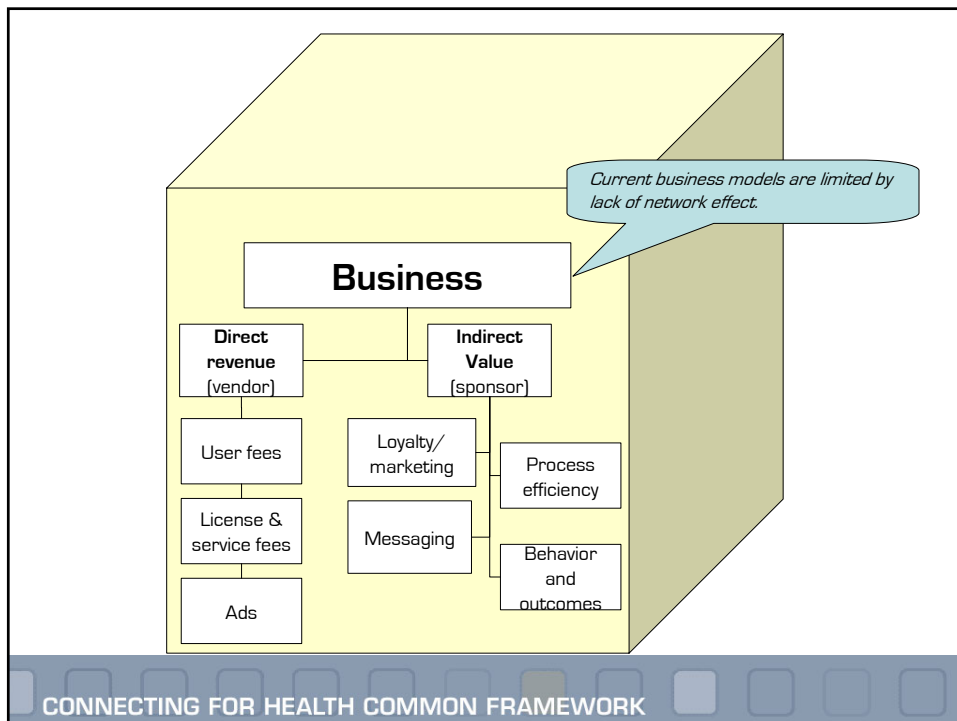 Current business models are limited by
lack of network effect.
Business
Direct
revenue
(vendor)
Indirect
Value
(sponsor)
User fees
License &
service fees
Ads
Loyalty/
marketing
Messaging
Process
efficiency
Behavior
and
outcomes
CONNECTING FOR HEALTH COMMON FRAMEWORK